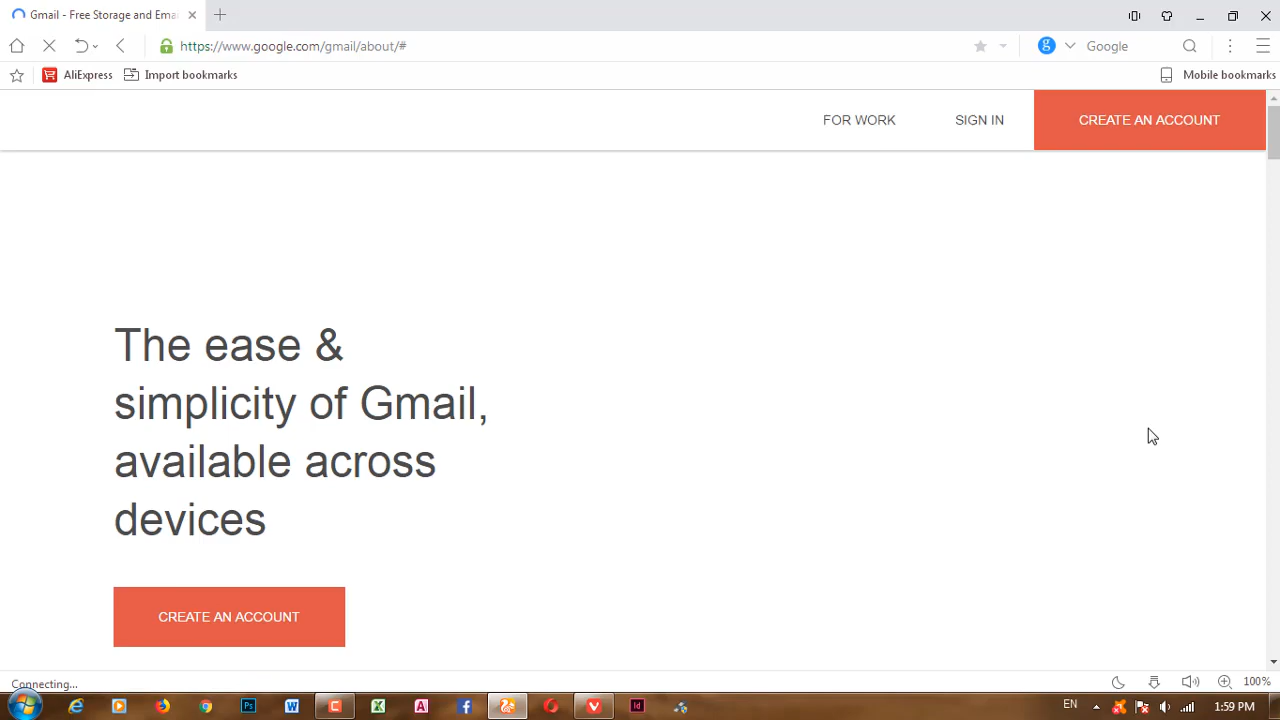 Gmail - Free Storage and Ema
https://www.google.com/gmail/about/#
g
Google
AliExpress
Import bookmarks
Mobile bookmarks
FOR WORK
SIGN IN
CREATE AN ACCOUNT
The ease &
simplicity of Gmail,
available across
devices
CREATE AN ACCOUNT
Connecting...
100%
EN
1:59 PM